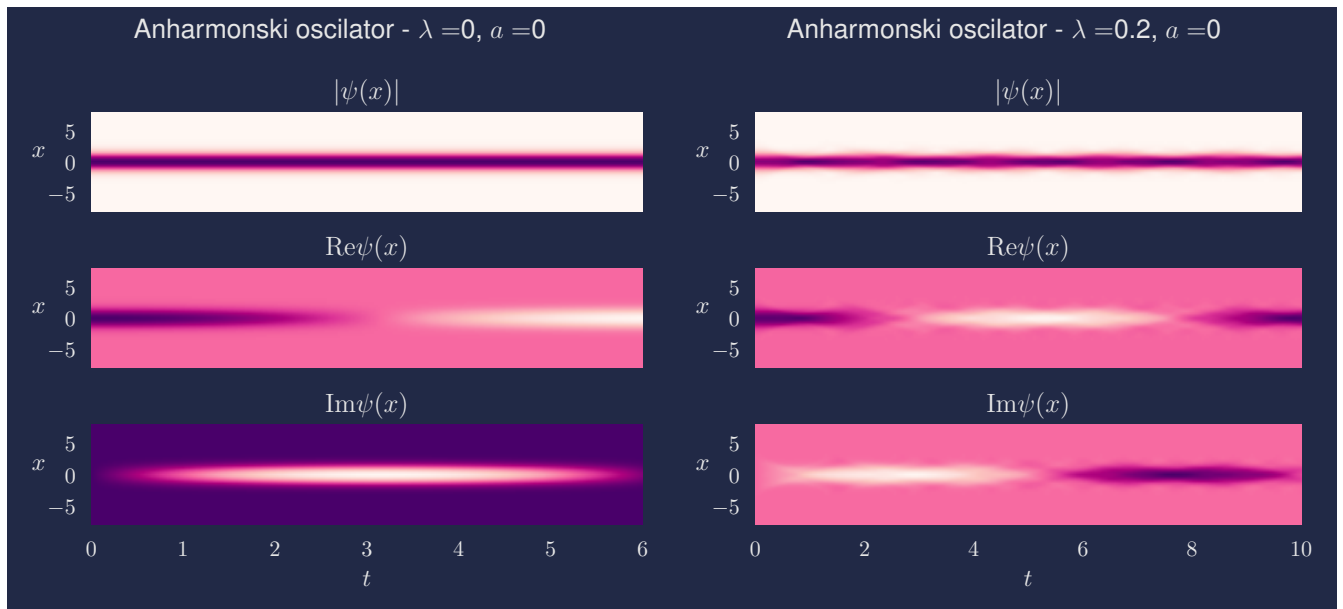 Anharmonski oscilator - λ =0, a =0
|ψ(x)|
x
5
0
−5
Reψ(x)
x
5
0
−5
Imψ(x)
x
5
0
−5
0 1 2 3 4 5 6
t
Anharmonski oscilator - λ =0.2, a =0
|ψ(x)|
x
5
0
−5
Reψ(x)
x
5
0
−5
Imψ(x)
x
5
0
−5
0 2 4 6 8 10
t